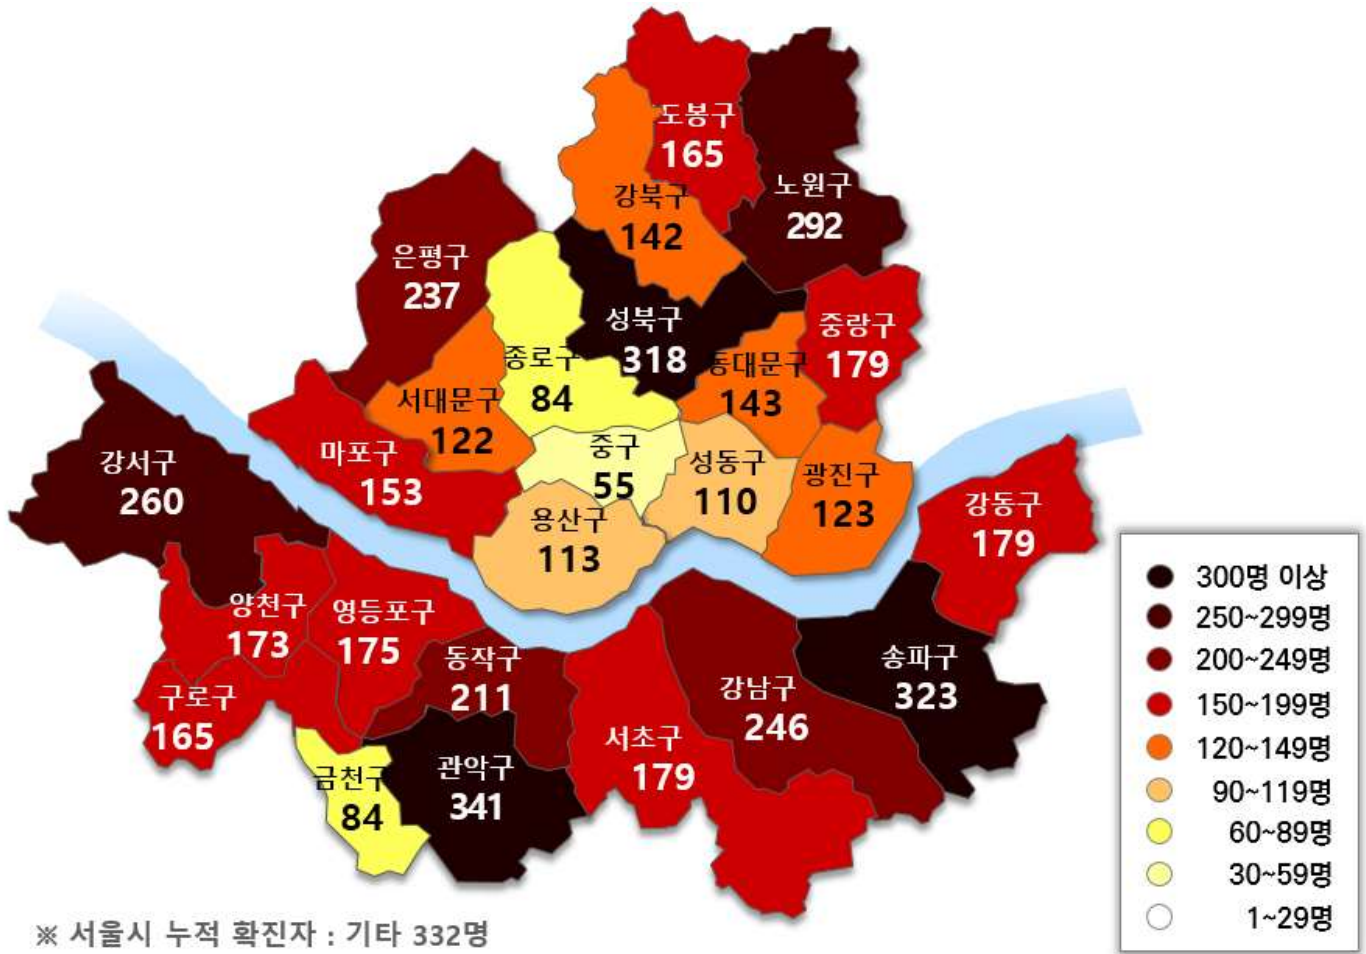 도봉구
165
노원구
292
강북구
142
은평구
237
성북구
318
중랑구
179
종로구
84
동대문구
143
서대문구
122
마포구
153
중구
55
성동구
110
광진구
123
강서구
260
용산구
113
강동구
179
양천구
173
영등포구
175
동작구
211
구로구
165
강남구
246
송파구
323
서초구
179
관악구
341
금천구
84
300명 이상
250~299명
200~249명
150~199명
120~149명
90~119명
60~89명
30~59명
1~29명
※ 서울시 누적 확진자 : 기타 332명